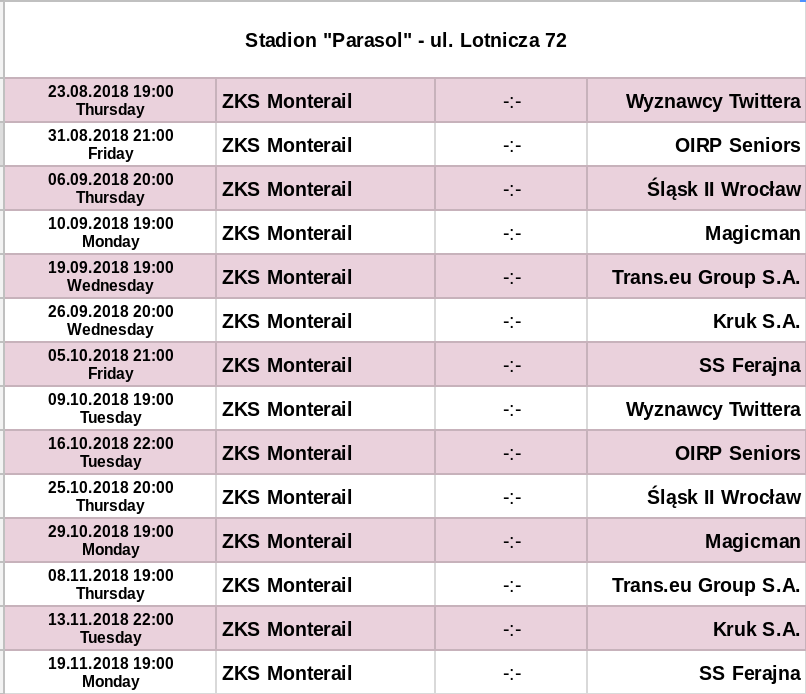 Stadion "Parasol" - ul. Lotnicza 72
23.08.2018 19:00
Thursday
ZKS Monterail
-:-
Wyznawcy Twittera
31.08.2018 21:00
Friday
ZKS Monterail
-:-
OIRP Seniors
06.09.2018 20:00
Thursday
ZKS Monterail
-:-
Śląsk II Wrocław
10.09.2018 19:00
Monday
ZKS Monterail
-:-
Magicman
19.09.2018 19:00
Wednesday
ZKS Monterail
-:-
Trans.eu Group S.A.
26.09.2018 20:00
Wednesday
ZKS Monterail
-:-
Kruk S.A.
05.10.2018 21:00
Friday
ZKS Monterail
-:-
SS Ferajna
09.10.2018 19:00
Tuesday
ZKS Monterail
-:-
Wyznawcy Twittera
16.10.2018 22:00
Tuesday
ZKS Monterail
-:-
OIRP Seniors
25.10.2018 20:00
Thursday
ZKS Monterail
-:-
Śląsk II Wrocław
29.10.2018 19:00
Monday
ZKS Monterail
-:-
Magicman
08.11.2018 19:00
Thursday
ZKS Monterail
-:-
Trans.eu Group S.A.
13.11.2018 22:00
Tuesday
ZKS Monterail
-:-
Kruk S.A.
19.11.2018 19:00
Monday
ZKS Monterail
-:-
SS Ferajna